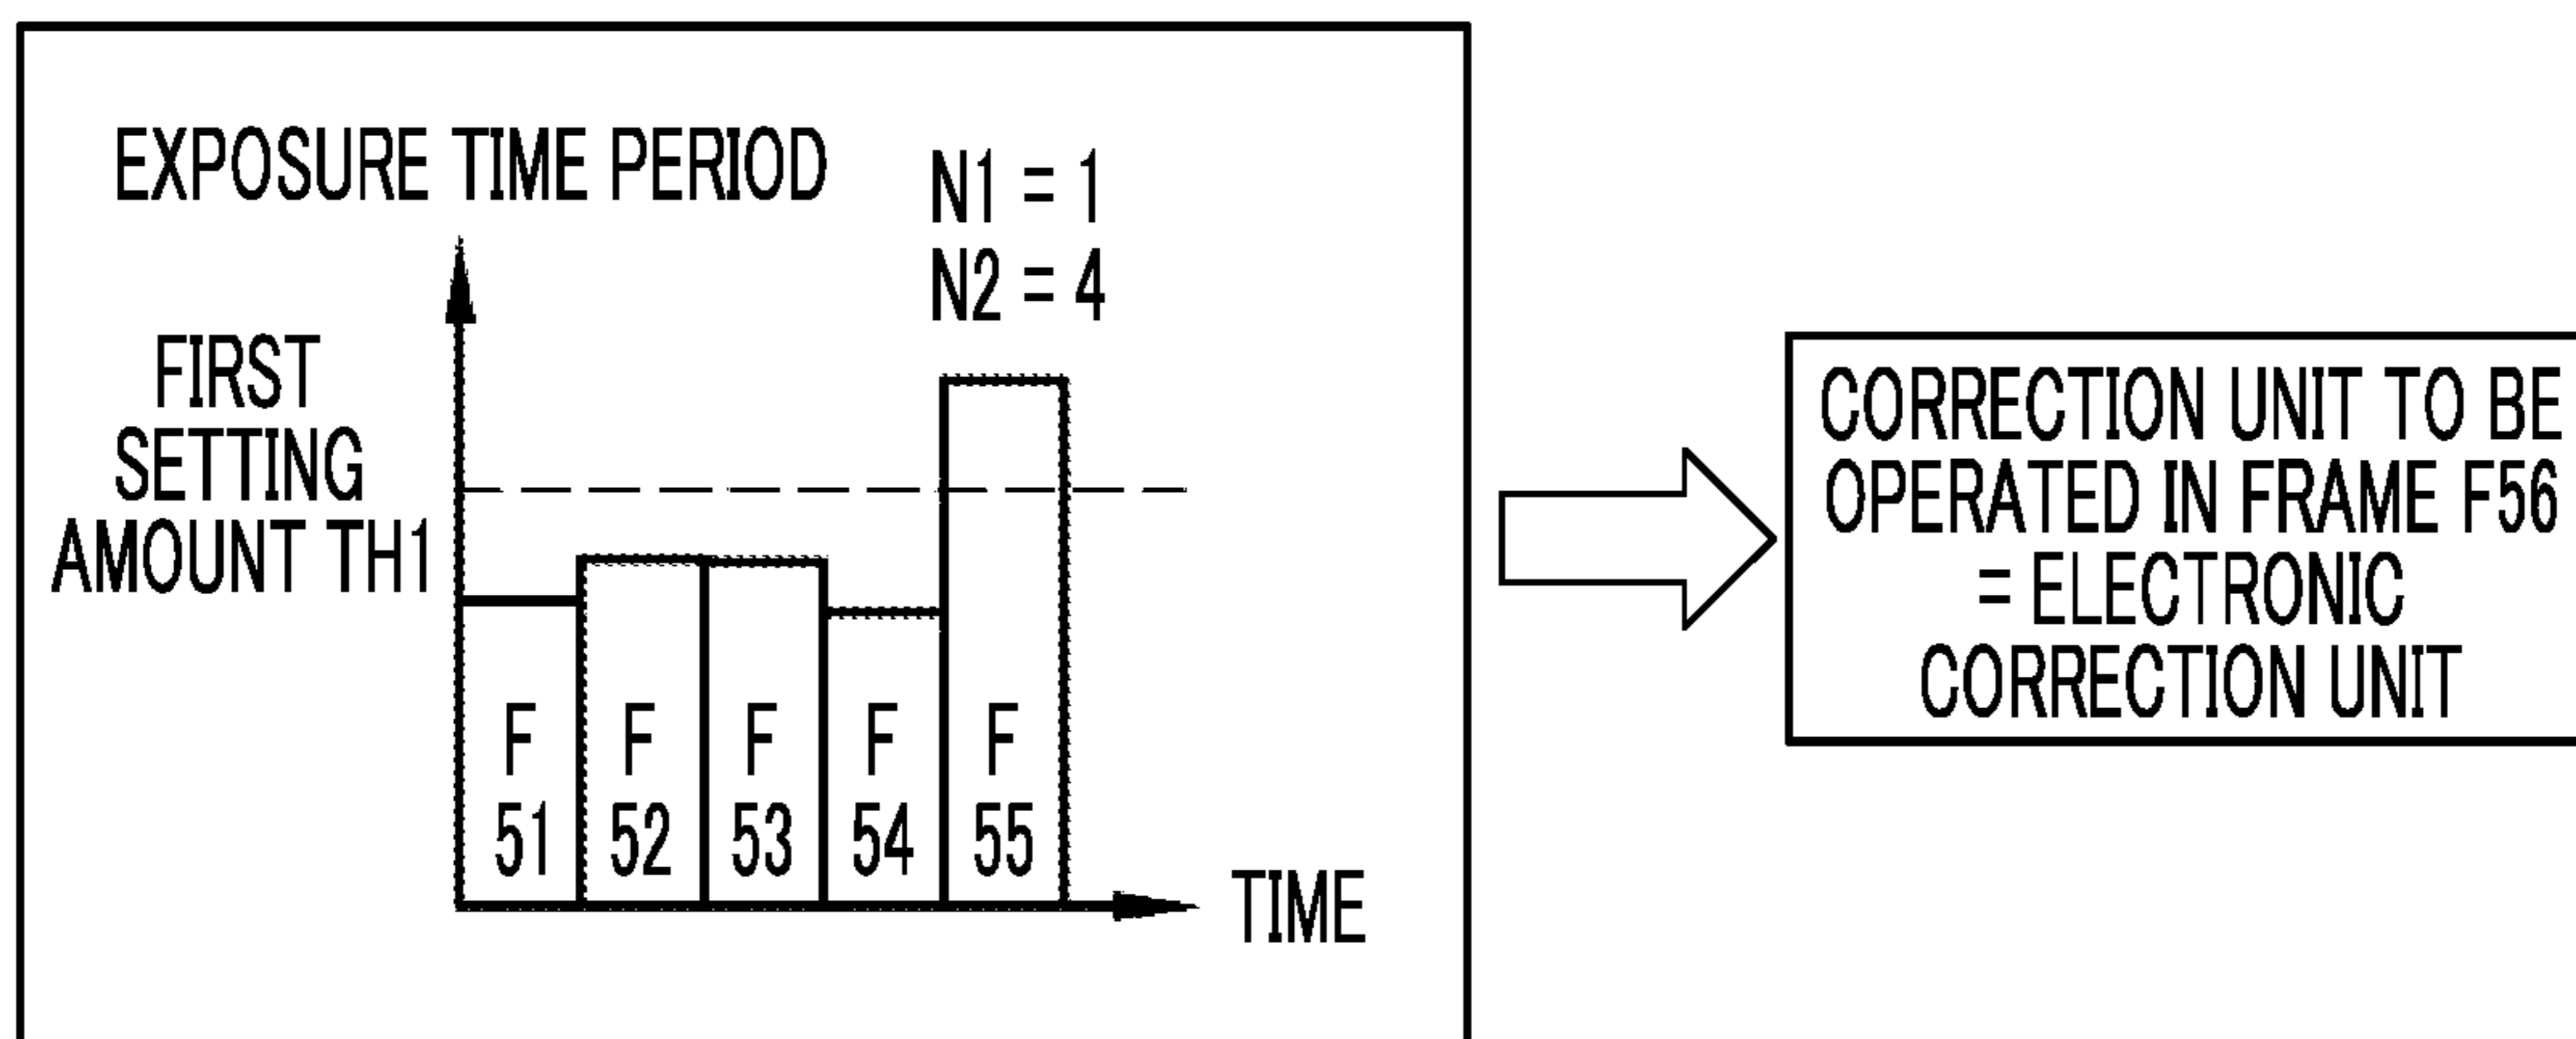 EXPOSURE TIME PERIOD
N1 = 1
N2 = 4
FIRST
SETTING
AMOUNT TH1
F
51
F
52
F
53
F
54
F
55
TIME
CORRECTION UNIT TO BE
OPERATED IN FRAME F56
= ELECTRONIC
CORRECTION UNIT